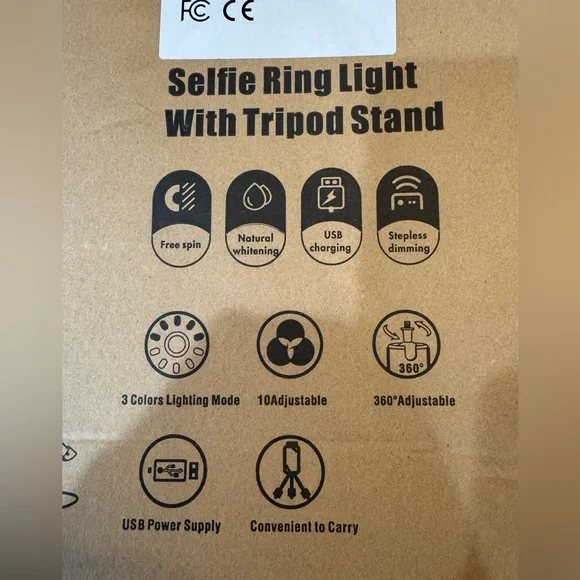 FC CE
Selfie Ring Light
With Tripod Stand
Free spin
Natural
whitening
USB
charging
Stepless
dimming
360°
3 Colors Lighting Mode
10Adjustable
360°Adjustable
USB Power Supply
Convenient to Carry